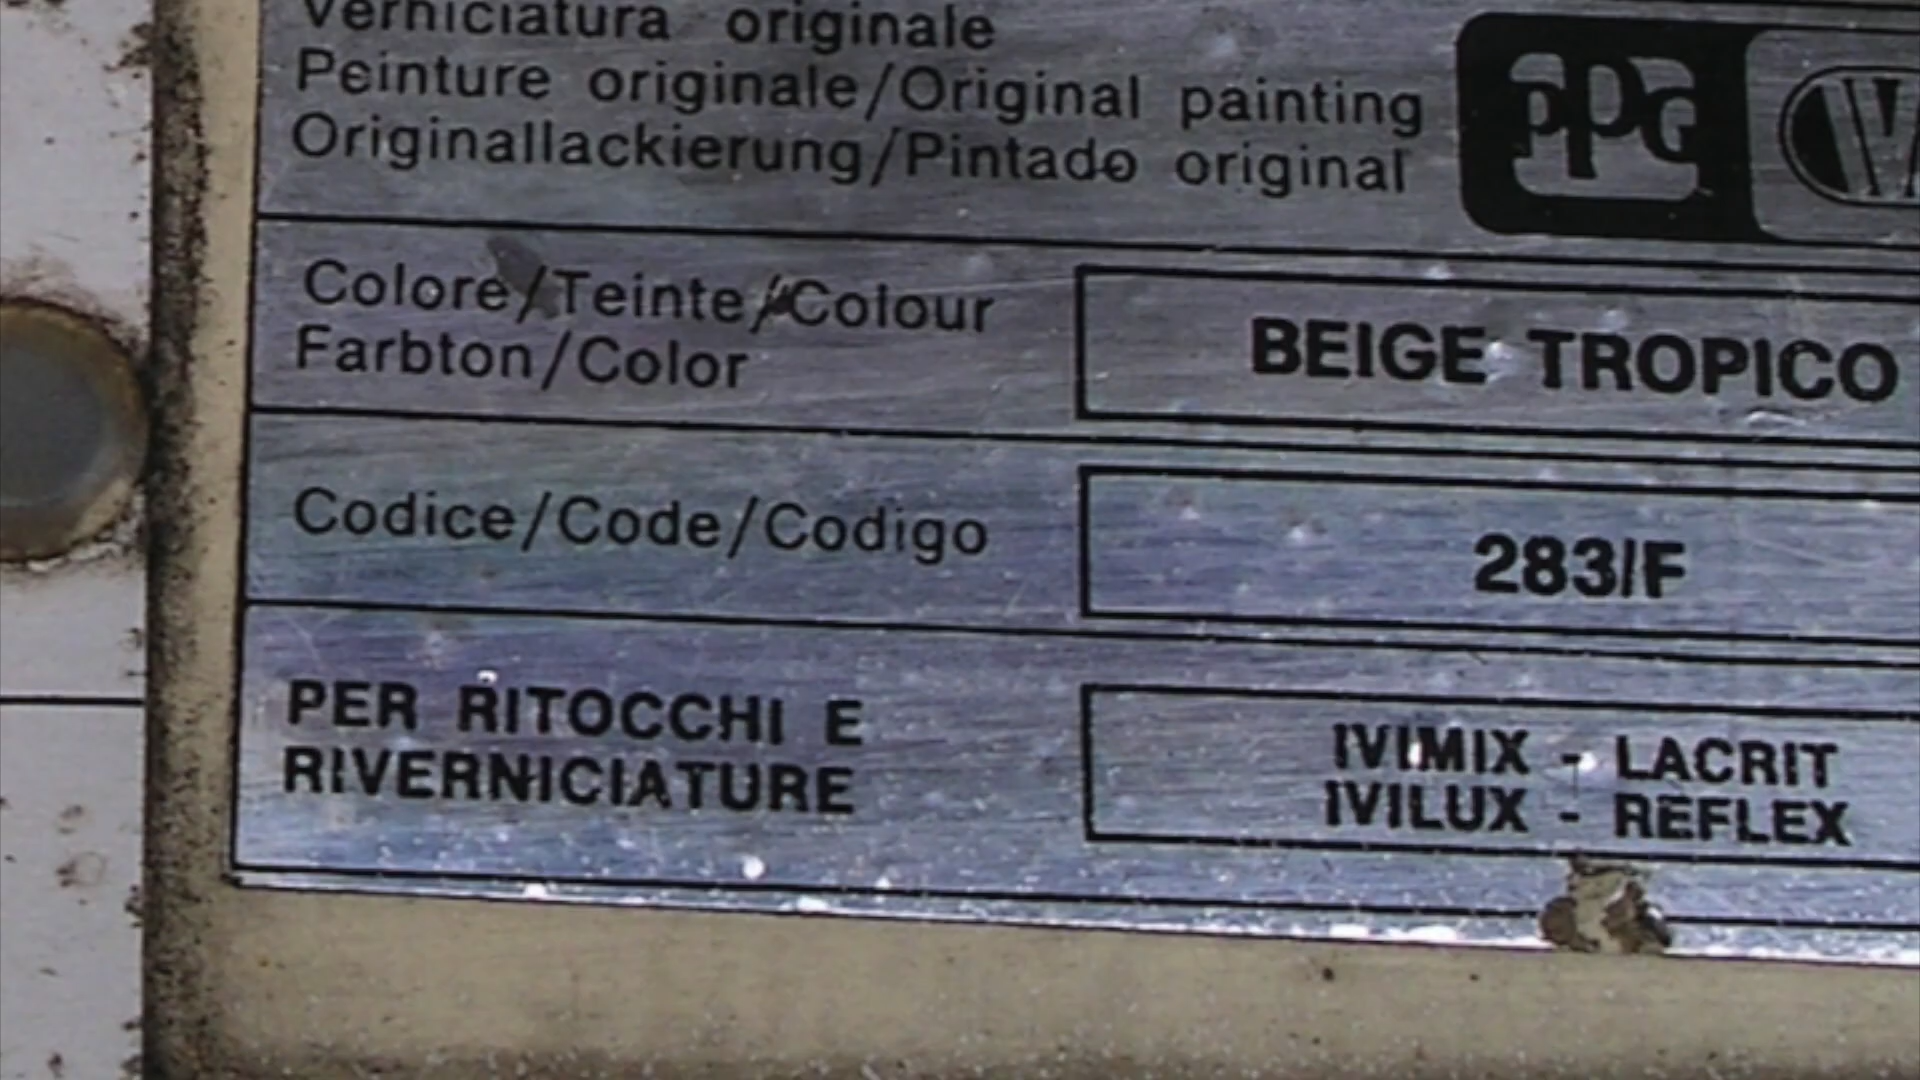 Verniciatura originale
Peinture originale/Original painting
Originallackierung/Pintado original
PPG
Colore/Teinte/Colour
Farbton/Color
BEIGE TROPICO
Codice/Code/Codigo
283/F
PER RITOCCHI E
RIVERNICIATURE
IVIMIX - LACRIT
IVILUX - REFLEX